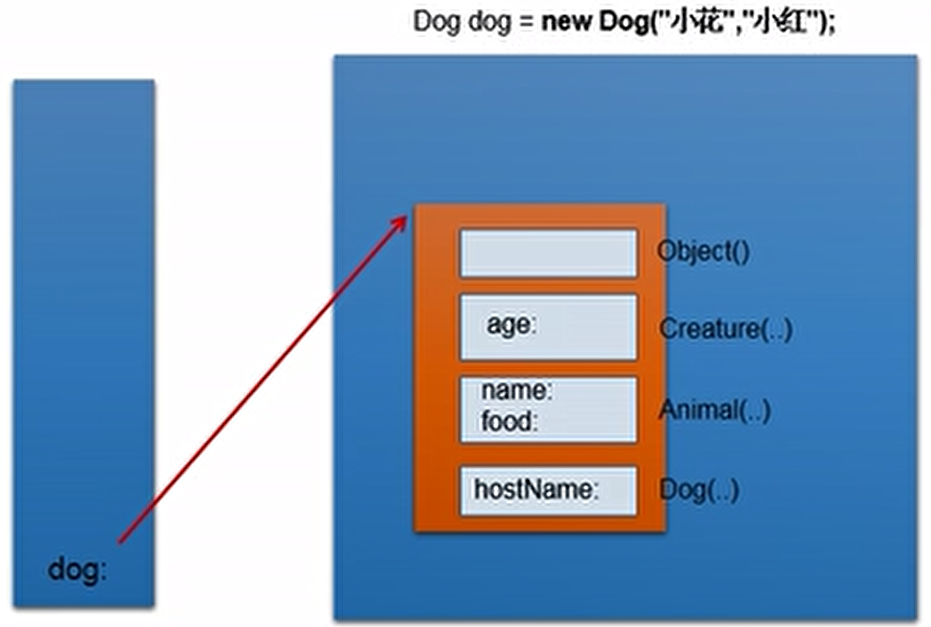 Dog dog = new Dog("小花","小红");
Object()
age:
Creature(..)
name:
food:
Animal(..)
hostName:
Dog(..)
dog: